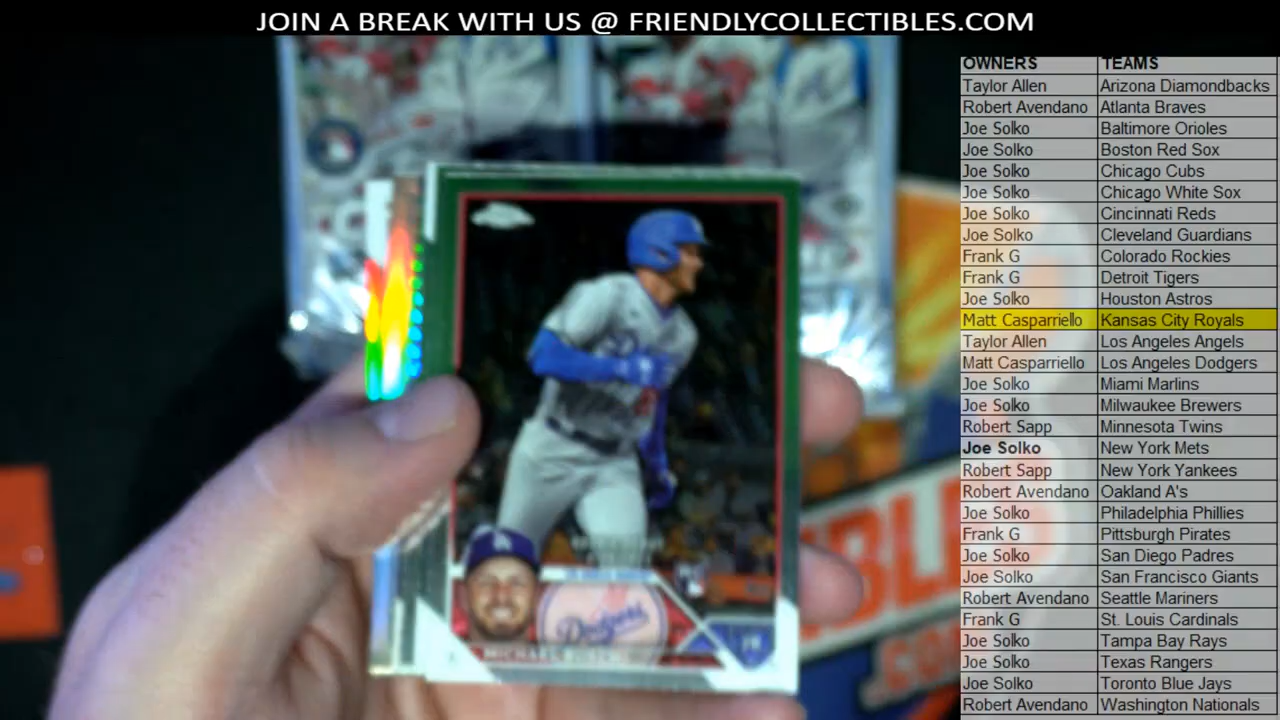 JOIN A BREAK WITH US @ FRIENDLYCOLLECTIBLES.COM
OWNERS TEAMS
Taylor Allen Arizona Diamondbacks
Robert Avendano Atlanta Braves
Joe Solko Baltimore Orioles
Joe Solko Boston Red Sox
Joe Solko Chicago Cubs
Joe Solko Chicago White Sox
Joe Solko Cincinnati Reds
Joe Solko Cleveland Guardians
Frank G Colorado Rockies
Frank G Detroit Tigers
Joe Solko Houston Astros
Matt Casparriello Kansas City Royals
Taylor Allen Los Angeles Angels
Matt Casparriello Los Angeles Dodgers
Joe Solko Miami Marlins
Joe Solko Milwaukee Brewers
Robert Sapp Minnesota Twins
Joe Solko New York Mets
Robert Sapp New York Yankees
Robert Avendano Oakland A's
Joe Solko Philadelphia Phillies
Frank G Pittsburgh Pirates
Joe Solko San Diego Padres
Joe Solko San Francisco Giants
Robert Avendano Seattle Mariners
Frank G St. Louis Cardinals
Joe Solko Tampa Bay Rays
Joe Solko Texas Rangers
Joe Solko Toronto Blue Jays
Robert Avendano Washington Nationals
Dodgers
MICHAEL